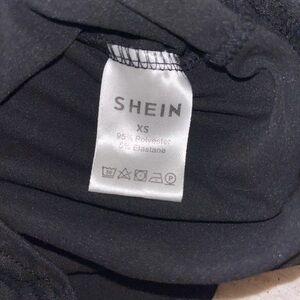 SHEIN
XS
95% Polyester
5% Elastane